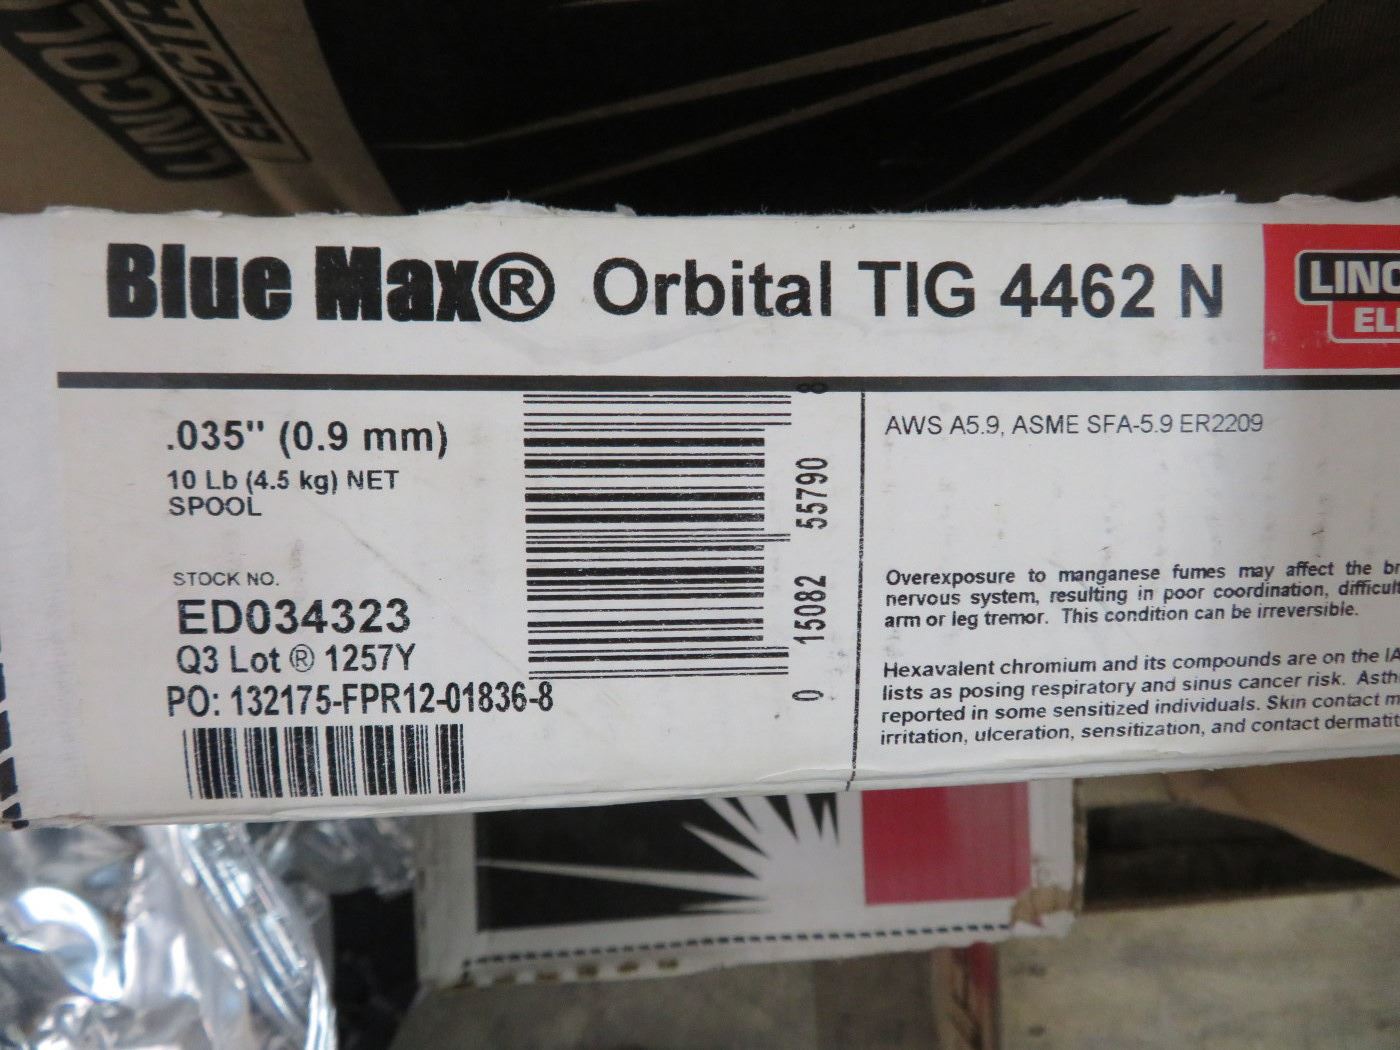 Blue Max® Orbital TIG 4462 N
.035" (0.9 mm)
10 Lb (4.5 kg) NET
SPOOL
STOCK NO.
ED034323
Q3 Lot ® 1257Y
PO: 132175-FPR12-01836-8
0 15082 55790 8
AWS A5.9, ASME SFA-5.9 ER2209
Overexposure to manganese fumes may affect the
nervous system, resulting in poor coordination,
arm or leg tremor. This condition can be irreversible.
Hexavalent chromium and its compounds are on the
lists as posing respiratory and sinus cancer risk.
reported in some sensitized individuals. Skin contact
irritation, ulceration, sensitization, and contact